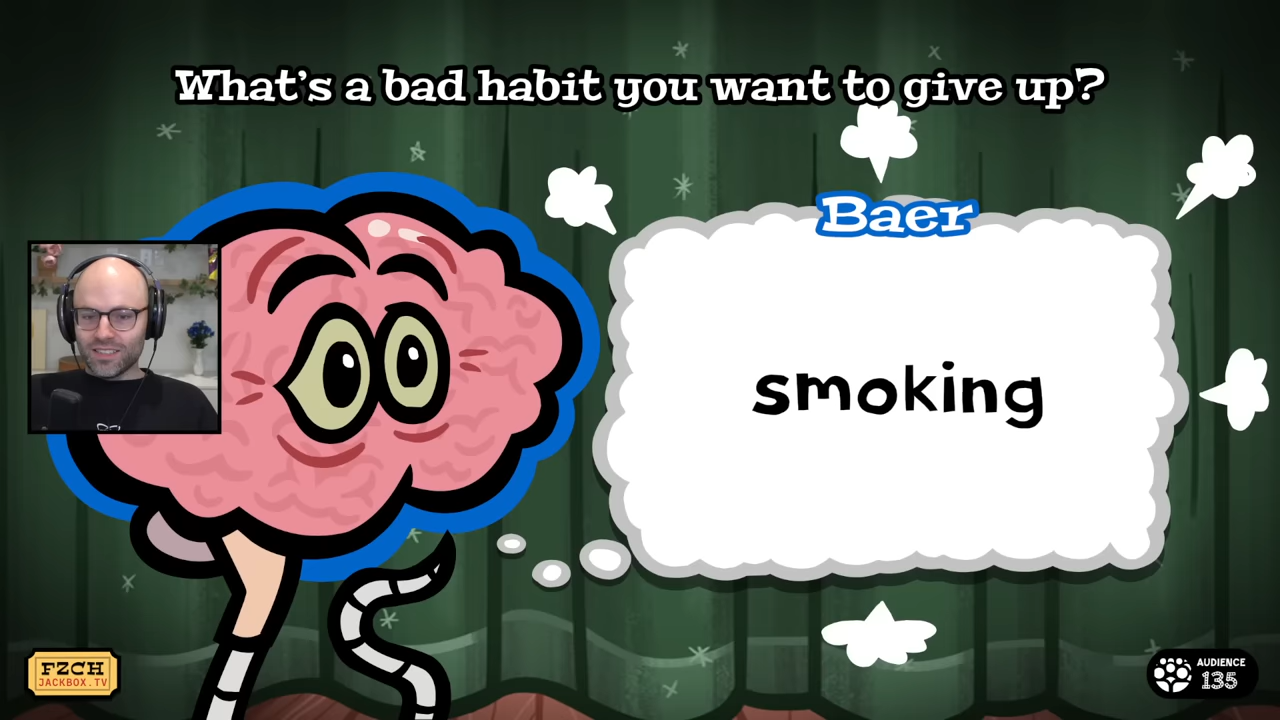 What's a bad habit you want to give up?
Baer
smoking
FZCH
JACKBOX.TV
AUDIENCE
135